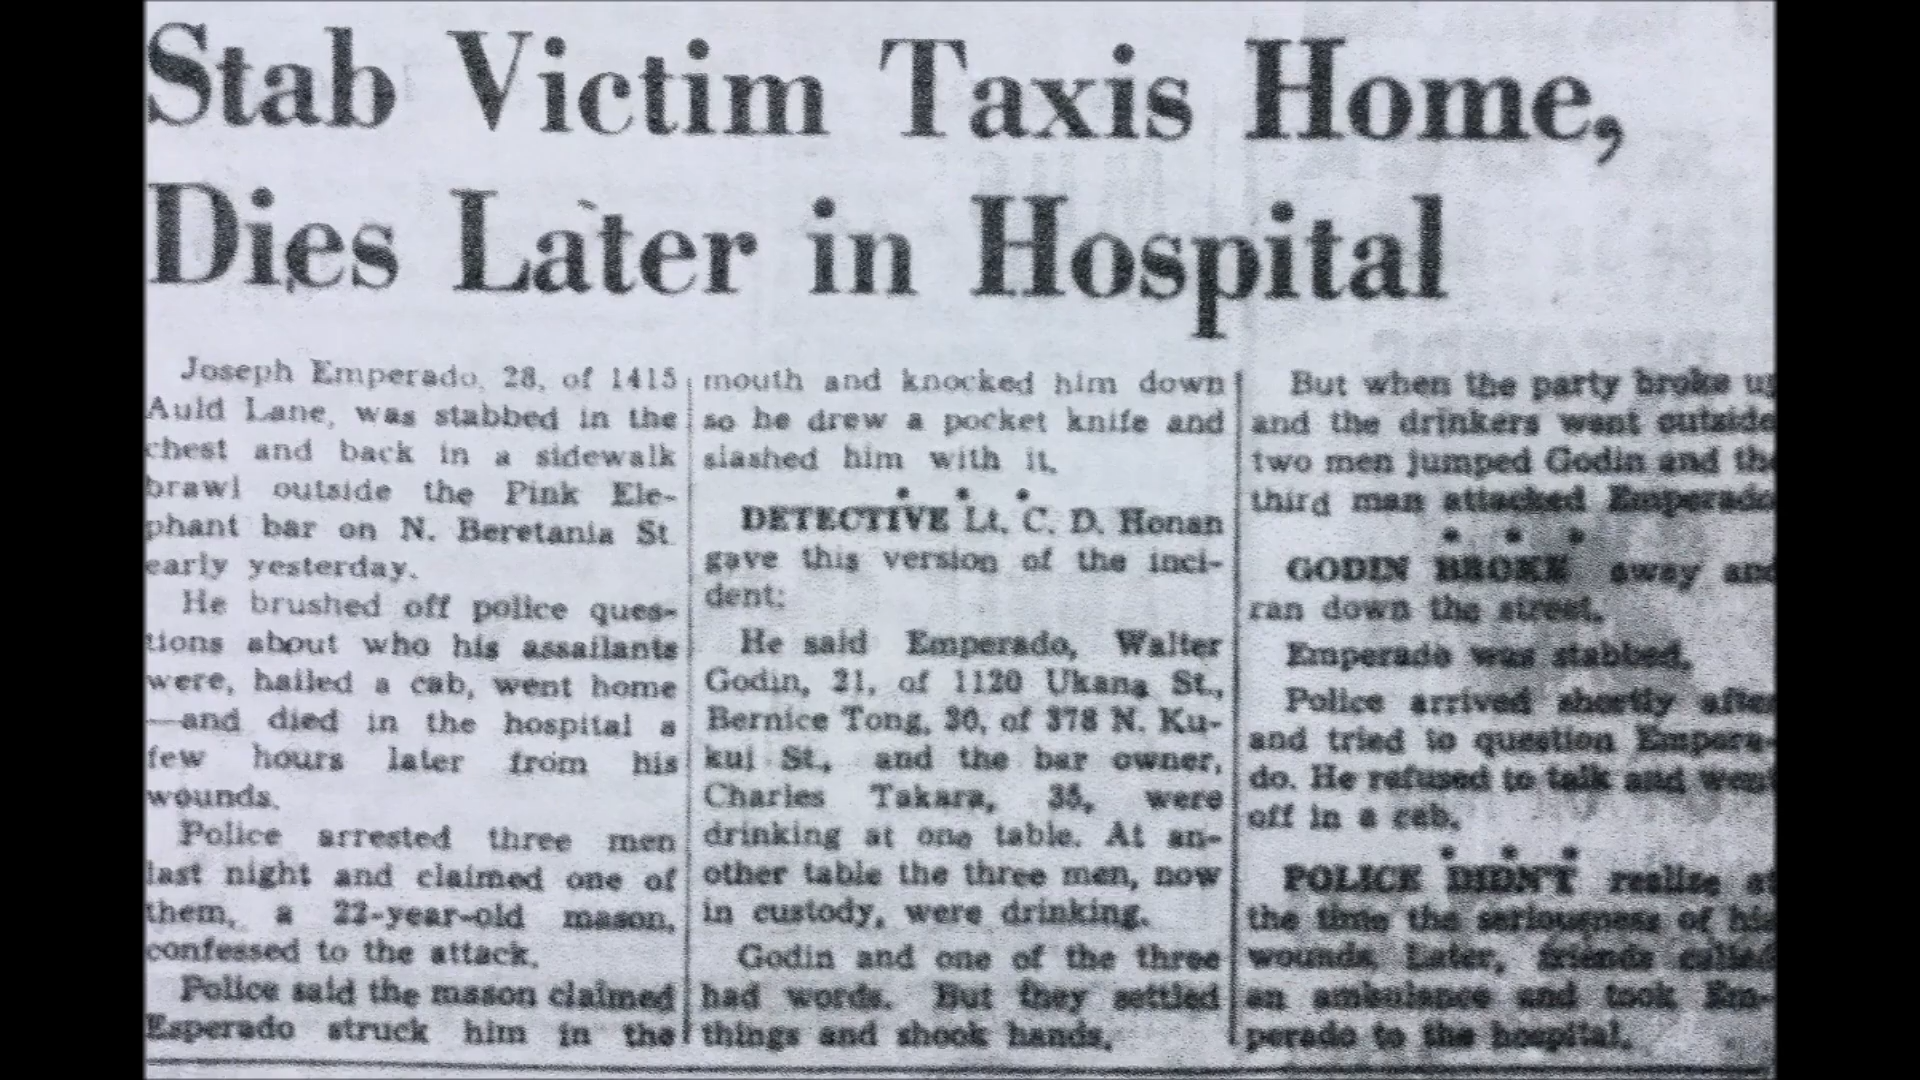 Stab Victim Taxis Home,
Dies Later in Hospital
Joseph Emperado, 28, of 1415
Auld Lane, was stabbed in the
chest and back in a sidewalk
brawl outside the Pink Ele-
phant bar on N. Beretania St.
early yesterday.
He brushed off police ques-
tions about who his assailants
were, hailed a cab, went home
—and died in the hospital a
few hours later from his
wounds.
Police arrested three men
last night and claimed one of
them, a 22-year-old mason,
confessed to the attack.
Police said the mason claimed
Esperado struck him in the
mouth and knocked him down
so he drew a pocket knife and
slashed him with it.
• • •
DETECTIVE Lt. C. D. Honan
gave this version of the inci-
dent:
He said Emperado, Walter
Godin, 21, of 1120 Ukana St.,
Bernice Tong, 30, of 378 N. Ku-
kui St., and the bar owner,
Charles Takara, 35, were
drinking at one table. At an-
other table the three men, now
in custody, were drinking.
Godin and one of the three
had words. But they settled
things and shook hands.
But when the party broke up
and the drinkers went outside
two men jumped Godin and the
third man attacked Emperado
• • •
GODIN BROKE away and
ran down the street.
Emperado was stabbed.
Police arrived shortly after
and tried to question Empera-
do. He refused to talk and went
off in a cab.
• • •
POLICE DIDN'T realize at
the time the seriousness of his
wounds. Later, friends called
an ambulance and took Em-
perado to the hospital.